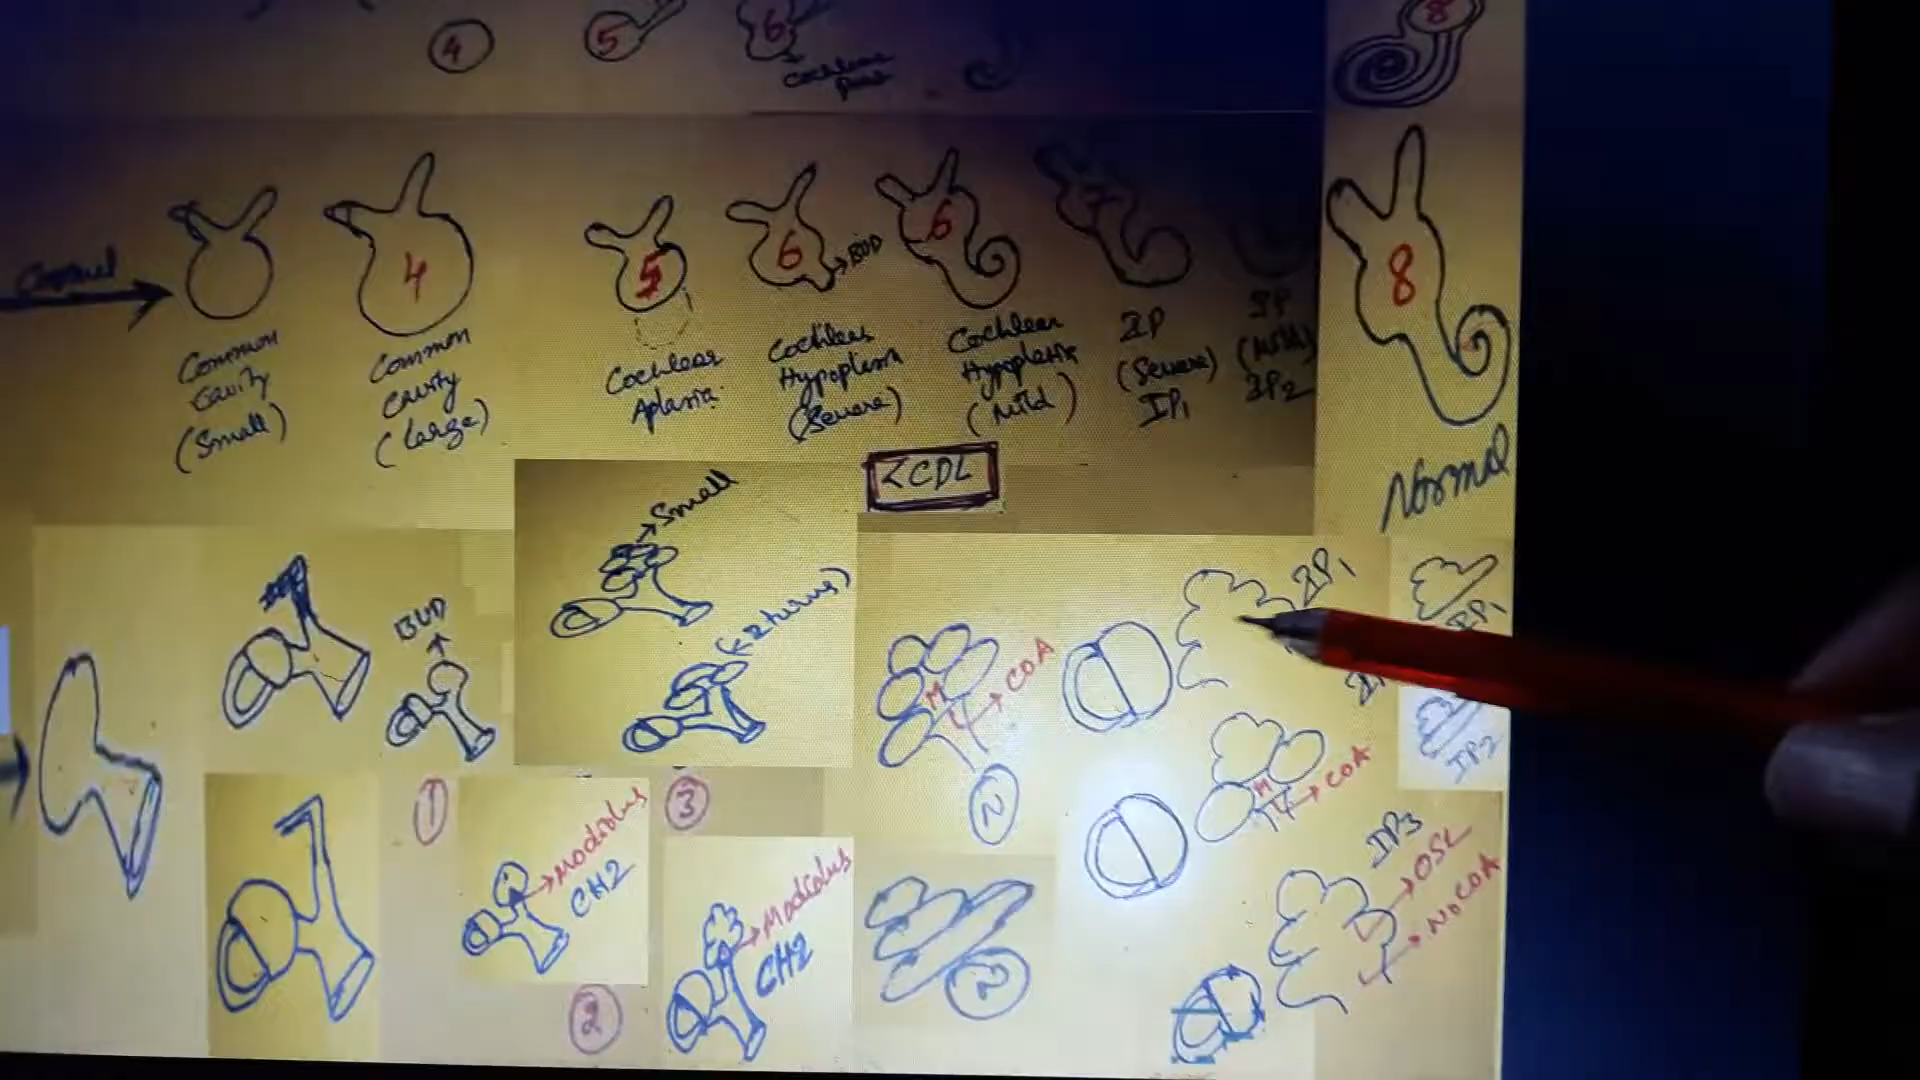 4
5
6
8
Cochlear
4
5
6
BUD
6
7
8
Common
Cavity
(Small)
Common
Cavity
(Large)
Cochlear
Aplasia
Cochlear
Hypoplasia
(Severe)
Cochlear
Hypoplasia
(Mild)
IP
(Severe)
IP1
IP
(Mild)
IP2
Normal
<CDL
Small
(<2 turns)
BUD
M
COA
N
IP1
IP1
IP2
M
COA
1
3
Modiolus
CH2
2
Modiolus
CH2
N
IP3
OSL
No COA